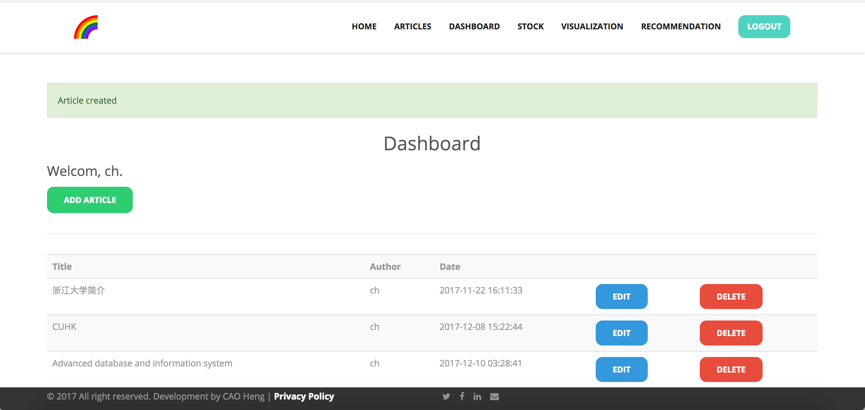 HOME ARTICLES DASHBOARD STOCK VISUALIZATION RECOMMENDATION LOGOUT
Article created
Dashboard
Welcom, ch.
ADD ARTICLE
Title Author Date
浙江大学簡介 ch 2017-11-22 16:11:33 EDIT DELETE
CUHK ch 2017-12-08 15:22:44 EDIT DELETE
Advanced database and information system ch 2017-12-10 03:28:41 EDIT DELETE
© 2017 All right reserved. Development by CAO Heng | Privacy Policy